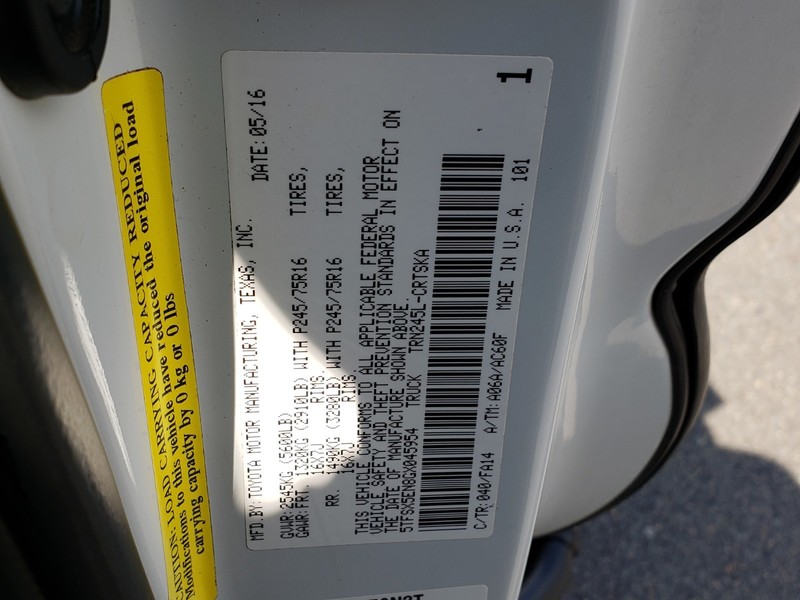 CAUTION: LOAD CARRYING CAPACITY REDUCED
Modifications to this vehicle have reduced the original load
carrying capacity by 0 kg or 0 lbs
MFD.BY:TOYOTA MOTOR MANUFACTURING, TEXAS, INC. DATE: 05/16
GVWR:2545KG (5600LB)
GAWR:FRT. 1320KG (2910LB) WITH P245/75R16 TIRES,
16X7J RIMS
RR. 1490KG (3280LB) WITH P245/75R16 TIRES,
16X7J RIMS
THIS VEHICLE CONFORMS TO ALL APPLICABLE FEDERAL MOTOR
VEHICLE SAFETY AND THEFT PREVENTION STANDARDS IN EFFECT ON
THE DATE OF MANUFACTURE SHOWN ABOVE.
5TFSX5EN8GX045954 TRUCK TRN245L-CRTSKA
C/TR:040/FA14 A/TM:A06A/AC60F MADE IN U.S.A. 101
1